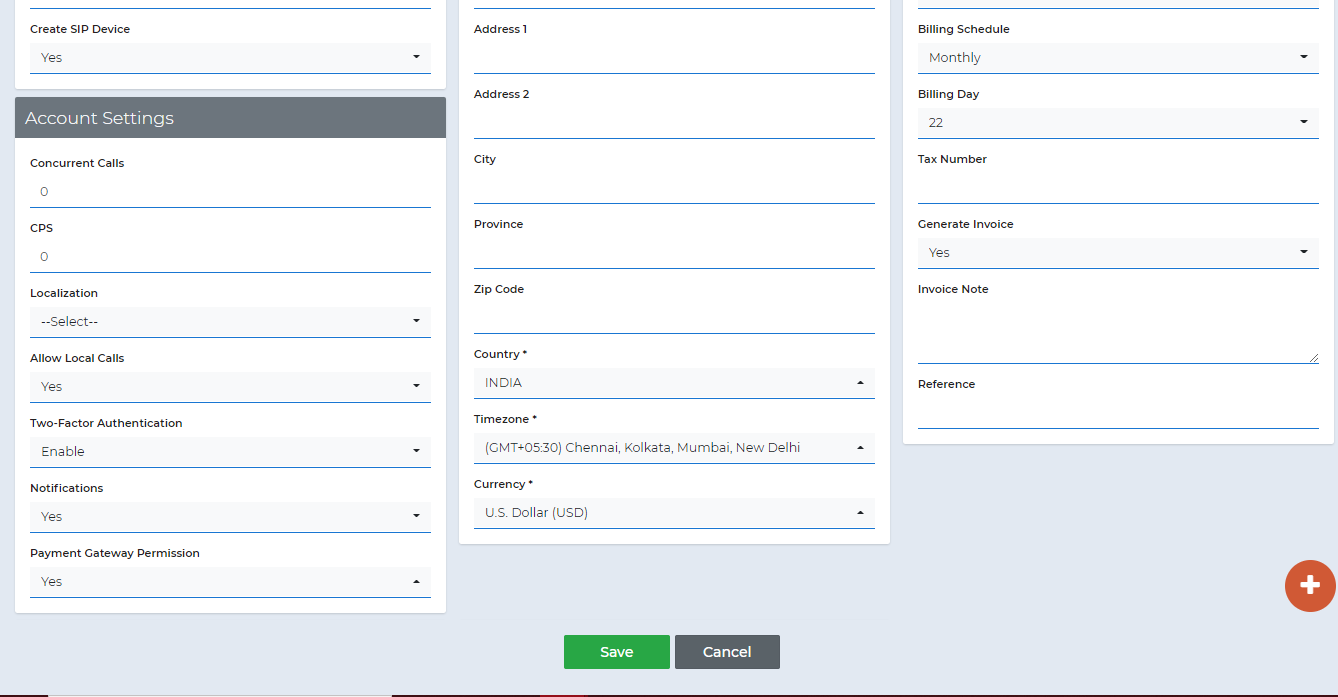 Create SIP Device
Yes
Account Settings
Concurrent Calls
0
CPS
0
Localization
--Select--
Allow Local Calls
Yes
Two-Factor Authentication
Enable
Notifications
Yes
Payment Gateway Permission
Yes
Address 1
Address 2
City
Province
Zip Code
Country *
INDIA
Timezone *
(GMT+05:30) Chennai, Kolkata, Mumbai, New Delhi
Currency *
U.S. Dollar (USD)
Billing Schedule
Monthly
Billing Day
22
Tax Number
Generate Invoice
Yes
Invoice Note
Reference
Save
Cancel